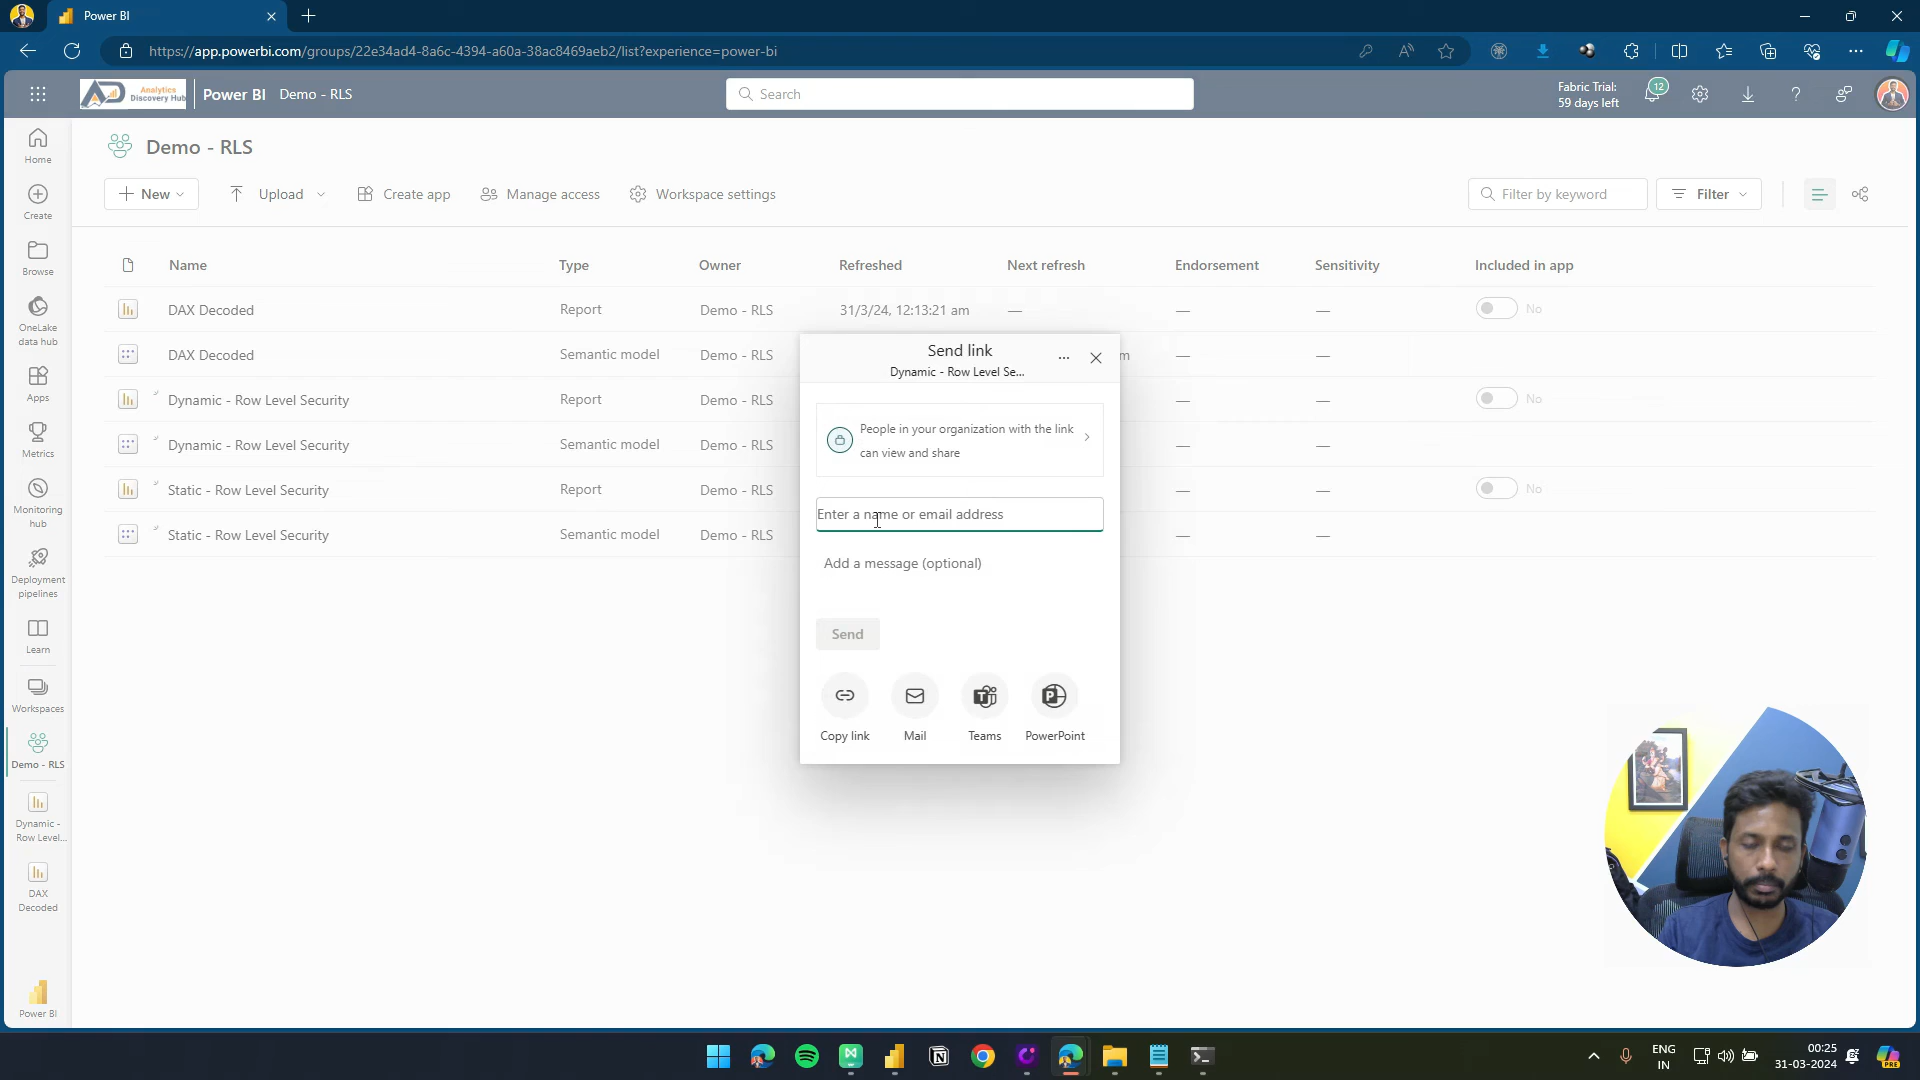 Power BI
https://app.powerbi.com/groups/22e34ad4-8a6c-4394-a60a-38ac8469aeb2/list?experience=power-bi
Analytics
Discovery Hub
Power BI
Demo - RLS
Search
Fabric Trial:
59 days left
12
Home
Create
Browse
OneLake
data hub
Apps
Metrics
Monitoring
hub
Deployment
pipelines
Learn
Workspaces
Demo - RLS
Dynamic -
Row Level...
DAX
Decoded
Power BI
Demo - RLS
New
Upload
Create app
Manage access
Workspace settings
Filter by keyword
Filter
Name Type Owner Refreshed Next refresh Endorsement Sensitivity Included in app
DAX Decoded Report Demo - RLS 31/3/24, 12:13:21 am — — — No
DAX Decoded Semantic model Demo - RLS m — —
Dynamic - Row Level Security Report Demo - RLS — — No
Dynamic - Row Level Security Semantic model Demo - RLS — —
Static - Row Level Security Report Demo - RLS — — No
Static - Row Level Security Semantic model Demo - RLS — —
Send link
Dynamic - Row Level Se...
People in your organization with the link
can view and share
Enter a name or email address
Add a message (optional)
Send
Copy link
Mail
Teams
PowerPoint
ENG
IN
00:25
31-03-2024
PRE